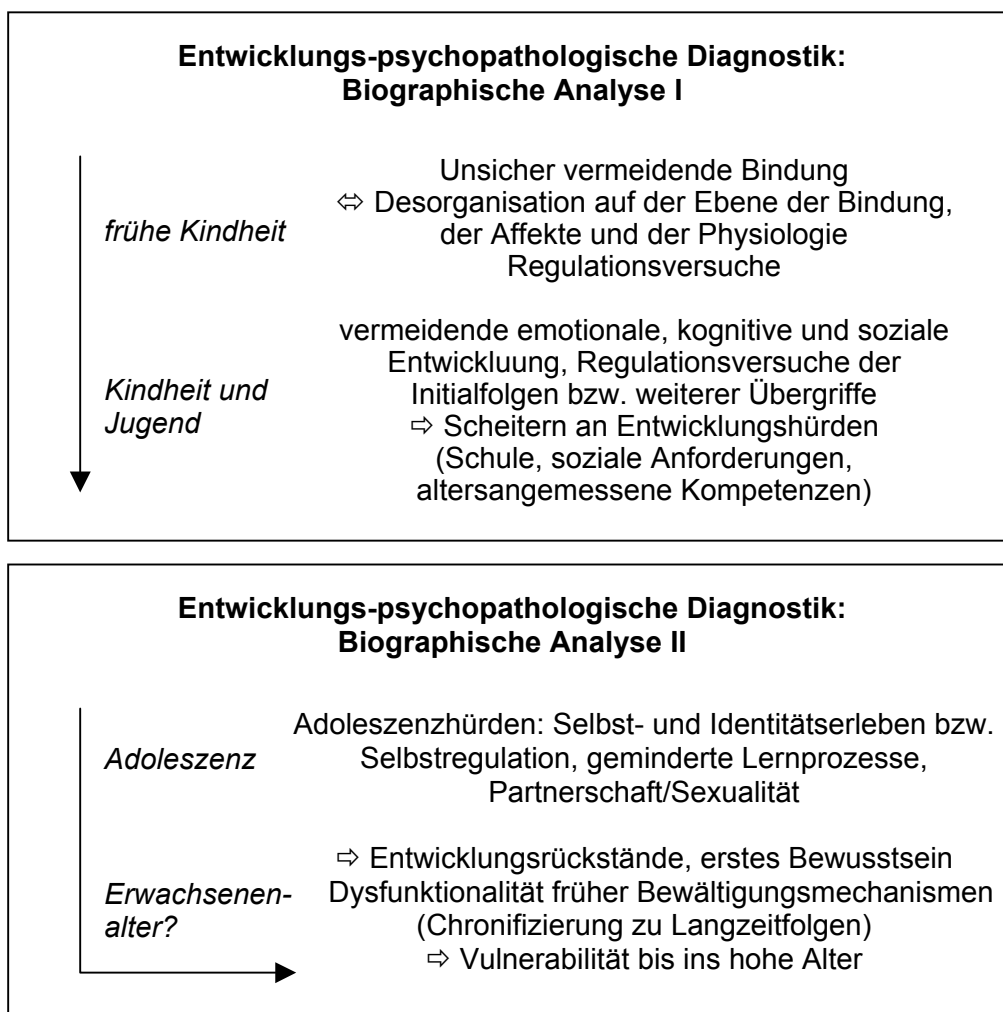 Entwicklungs-psychopathologische Diagnostik:
Biographische Analyse I
frühe Kindheit
Unsicher vermeidende Bindung
⇔ Desorganisation auf der Ebene der Bindung,
der Affekte und der Physiologie
Regulationsversuche
Kindheit und
Jugend
vermeidende emotionale, kognitive und soziale
Entwickluung, Regulationsversuche der
Initialfolgen bzw. weiterer Übergriffe
⇨ Scheitern an Entwicklungshürden
(Schule, soziale Anforderungen,
altersangemessene Kompetenzen)
Entwicklungs-psychopathologische Diagnostik:
Biographische Analyse II
Adoleszenz
Adoleszenzhürden: Selbst- und Identitätserleben bzw.
Selbstregulation, geminderte Lernprozesse,
Partnerschaft/Sexualität
Erwachsenen-
alter?
⇨ Entwicklungsrückstände, erstes Bewusstsein
Dysfunktionalität früher Bewältigungsmechanismen
(Chronifizierung zu Langzeitfolgen)
⇨ Vulnerabilität bis ins hohe Alter